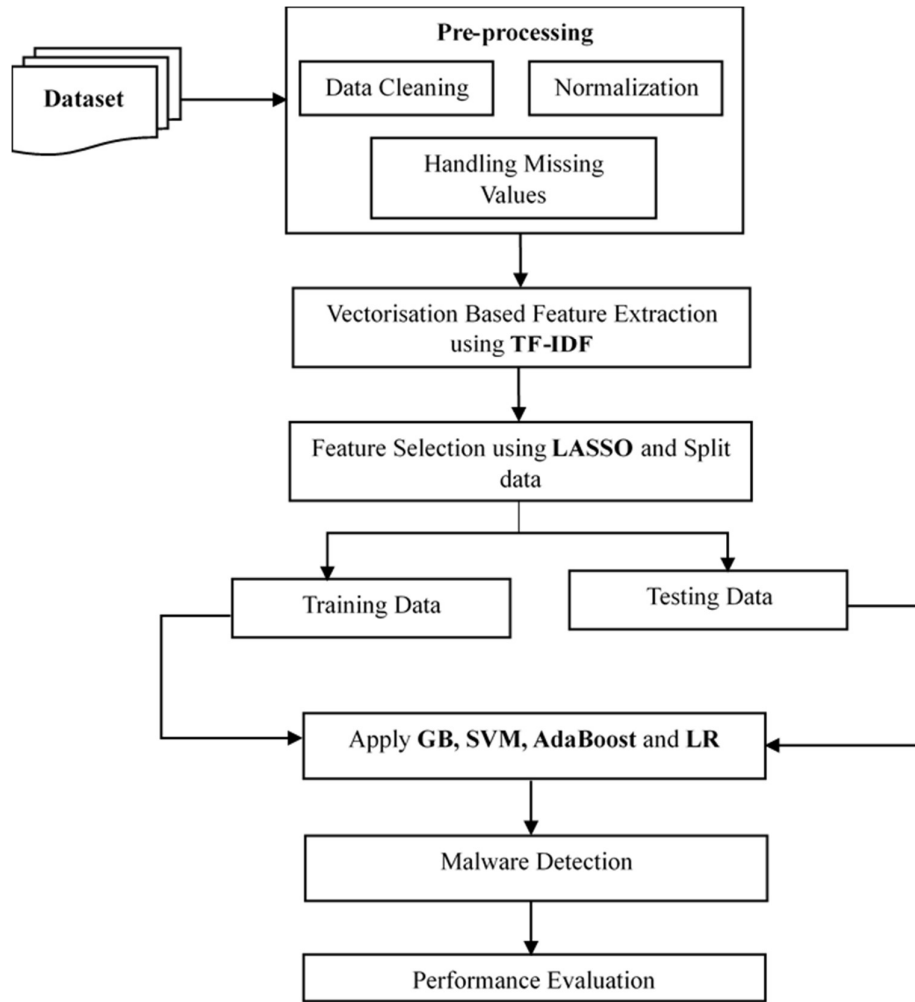 Pre-processing
Dataset
Data Cleaning
Normalization
Handling Missing
Values
Vectorisation Based Feature Extraction
using TF-IDF
Feature Selection using LASSO and Split
data
Training Data
Testing Data
Apply GB, SVM, AdaBoost and LR
Malware Detection
Performance Evaluation